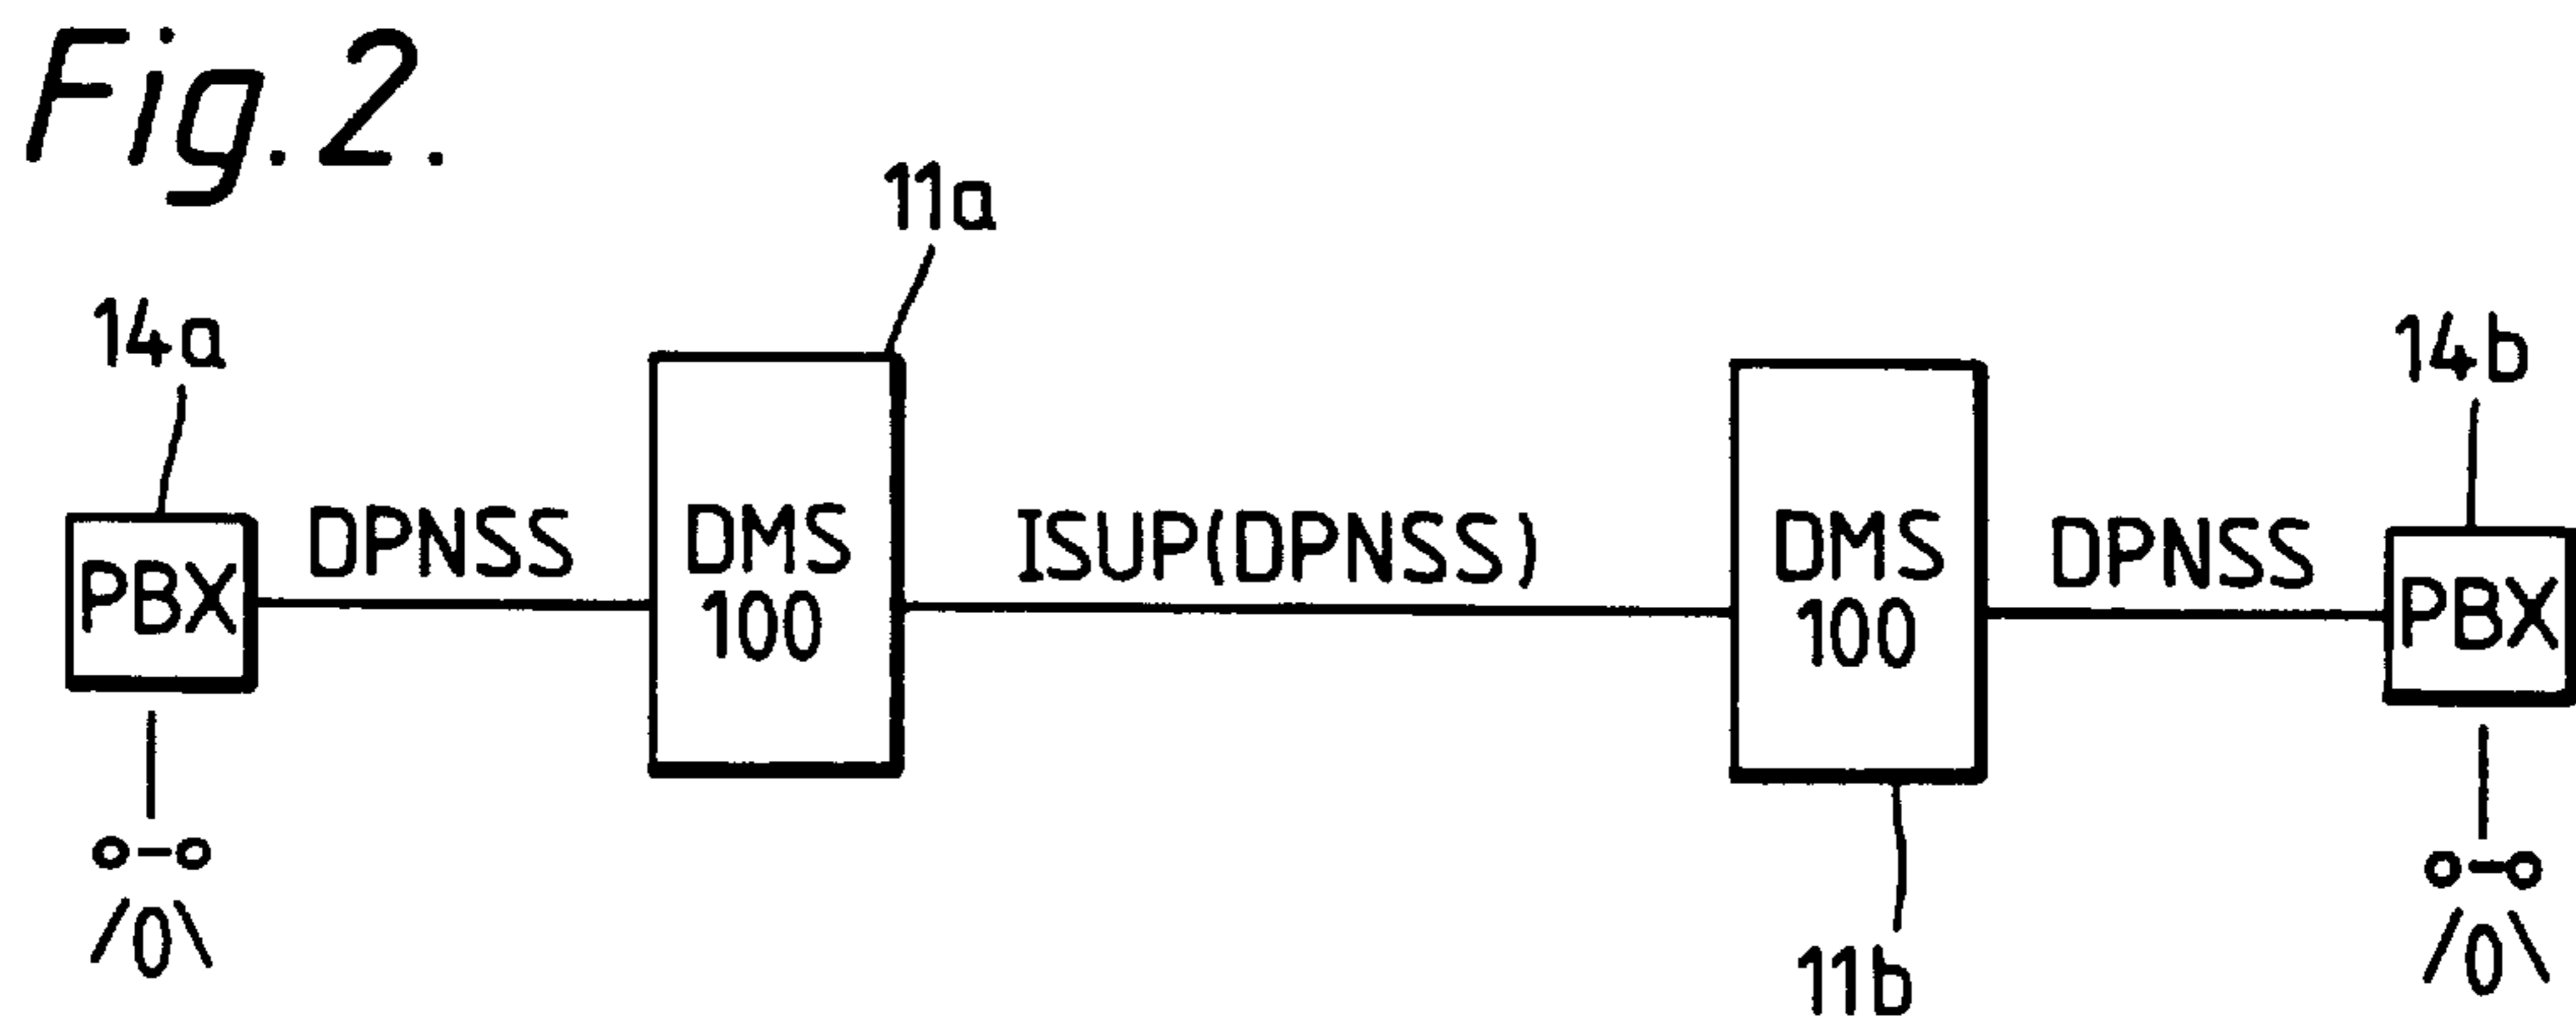 Fig. 2.
11a
14a
14b
PBX
DPNSS
DMS
100
ISUP(DPNSS)
DMS
100
DPNSS
PBX
11b